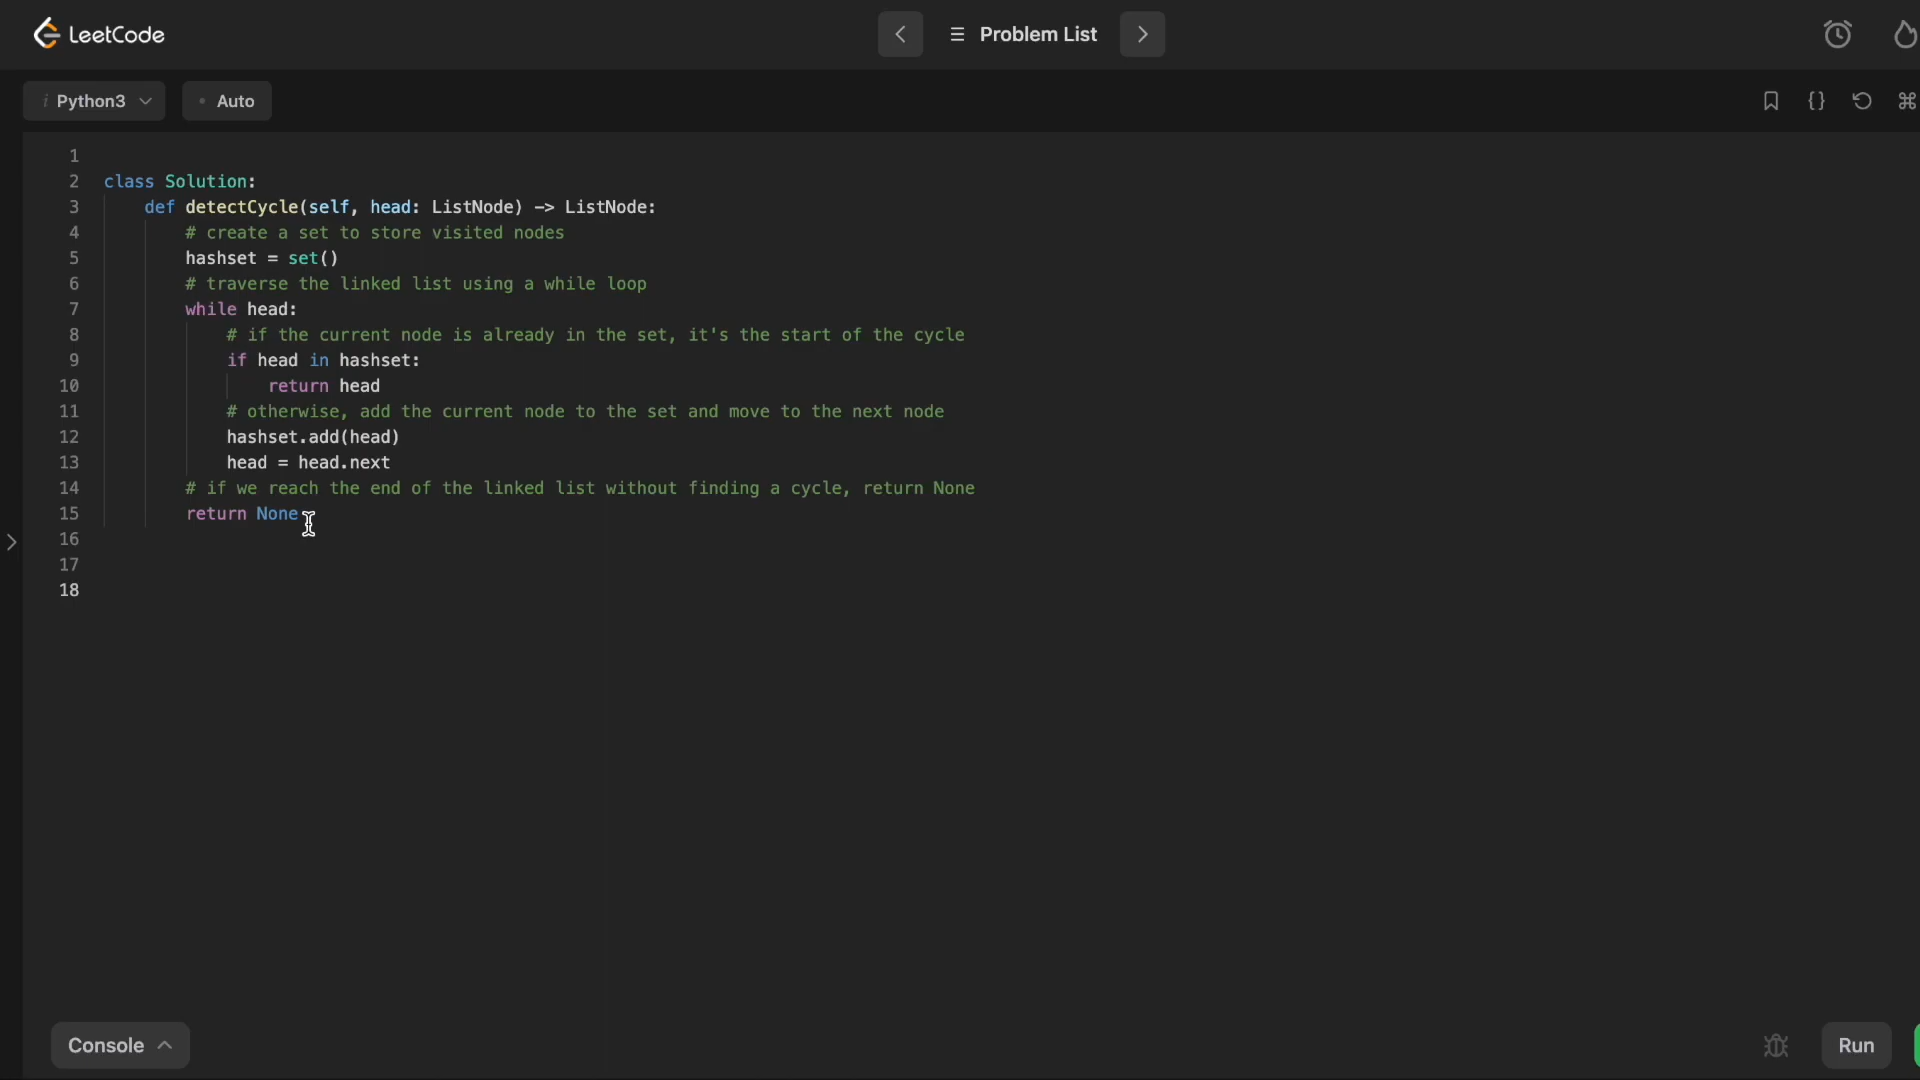 LeetCode
Problem List
i Python3
Auto
{}
1
2 class Solution:
3 def detectCycle(self, head: ListNode) -> ListNode:
4 # create a set to store visited nodes
5 hashset = set()
6 # traverse the linked list using a while loop
7 while head:
8 # if the current node is already in the set, it's the start of the cycle
9 if head in hashset:
10 return head
11 # otherwise, add the current node to the set and move to the next node
12 hashset.add(head)
13 head = head.next
14 # if we reach the end of the linked list without finding a cycle, return None
15 return None
16
17
18
Console
Run